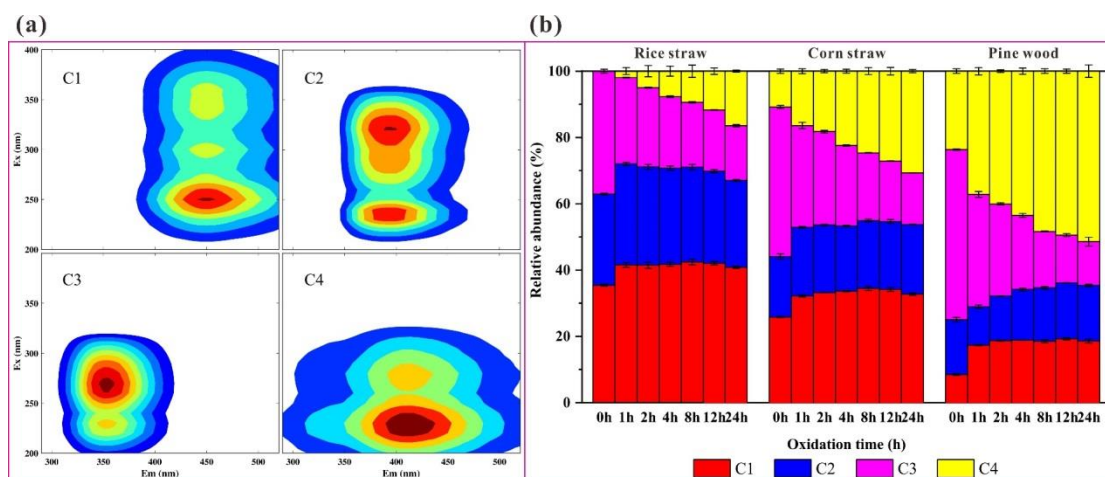 (a)
C1
C2
400
350
300
250
200
Ex (nm)
C3
C4
350
300
250
200
Ex (nm)
300 350 400 450 500
Em (nm)
300 350 400 450 500
Em (nm)
(b)
Rice straw Corn straw Pine wood
100
80
60
40
20
0
Relative abundance (%)
0h 1h 2h 4h 8h 12h 24h 0h 1h 2h 4h 8h 12h 24h 0h 1h 2h 4h 8h 12h 24h
Oxidation time (h)
C1 C2 C3 C4